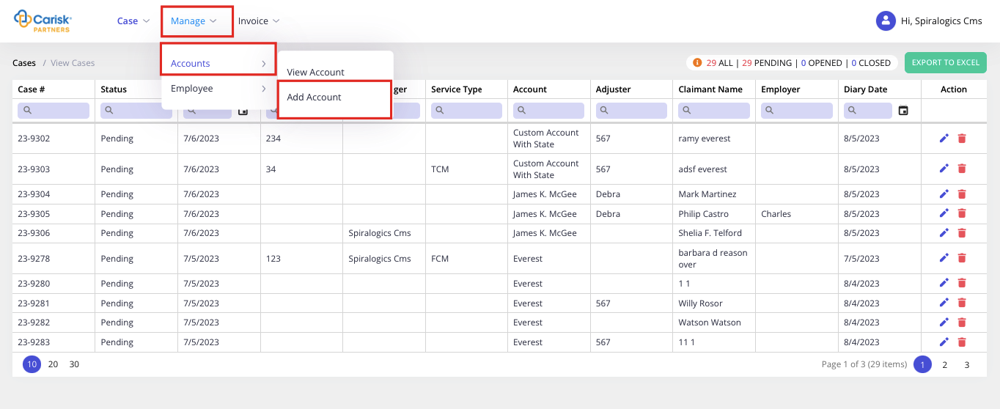 Carisk
PARTNERS
Case Manage Invoice
Hi, Spiralogics Cms
Accounts
Employee
View Account
Add Account
Cases / View Cases
29 ALL | 29 PENDING | 0 OPENED | 0 CLOSED
EXPORT TO EXCEL
Case # Status Service Type Account Adjuster Claimant Name Employer Diary Date Action
23-9302 Pending 7/6/2023 234 Custom Account With State 567 ramy everest 8/5/2023
23-9303 Pending 7/6/2023 34 TCM Custom Account With State 567 adsf everest 8/5/2023
23-9304 Pending 7/6/2023 James K. McGee Debra Mark Martinez 8/5/2023
23-9305 Pending 7/6/2023 James K. McGee Debra Philip Castro Charles 8/5/2023
23-9306 Pending 7/6/2023 Spiralogics Cms James K. McGee Shelia F. Telford 8/5/2023
23-9278 Pending 7/5/2023 123 Spiralogics Cms FCM Everest barbara d reason over 7/5/2023
23-9280 Pending 7/5/2023 Everest 1 1 8/4/2023
23-9281 Pending 7/5/2023 Everest 567 Willy Rosor 8/4/2023
23-9282 Pending 7/5/2023 Everest Watson Watson 8/4/2023
23-9283 Pending 7/5/2023 Everest 567 11 1 8/4/2023
10 20 30
Page 1 of 3 (29 items) 1 2 3